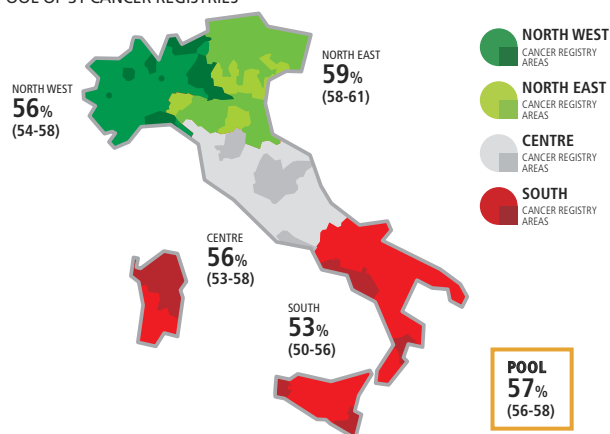 NORTH EAST
59%
(58-61)
NORTH WEST
56%
(54-58)
CENTRE
56%
(53-58)
SOUTH
53%
(50-56)
NORTH WEST
CANCER REGISTRY
AREAS
NORTH EAST
CANCER REGISTRY
AREAS
CENTRE
CANCER REGISTRY
AREAS
SOUTH
CANCER REGISTRY
AREAS
POOL
57%
(56-58)